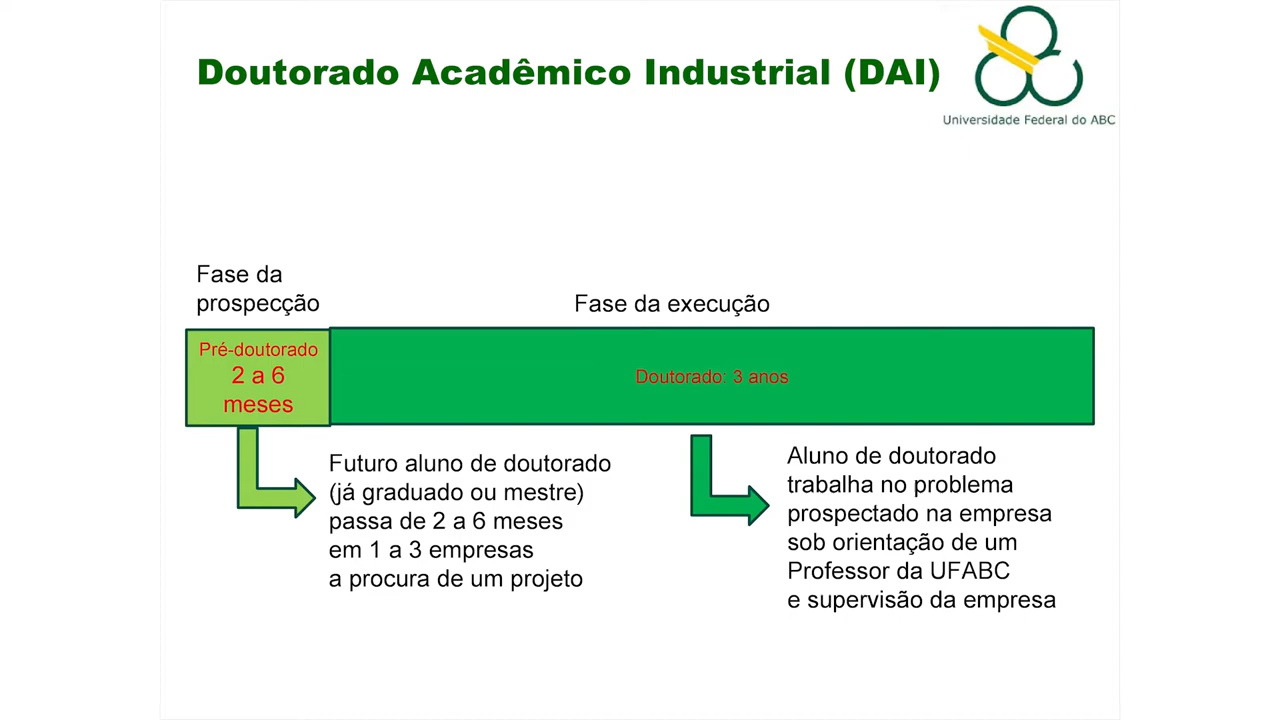 Doutorado Acadêmico Industrial (DAI)
Universidade Federal do ABC
Fase da
prospecção
Fase da execução
Pré-doutorado
2 a 6
meses
Doutorado: 3 anos
Futuro aluno de doutorado
(já graduado ou mestre)
passa de 2 a 6 meses
em 1 a 3 empresas
a procura de um projeto
Aluno de doutorado
trabalha no problema
prospectado na empresa
sob orientação de um
Professor da UFABC
e supervisão da empresa